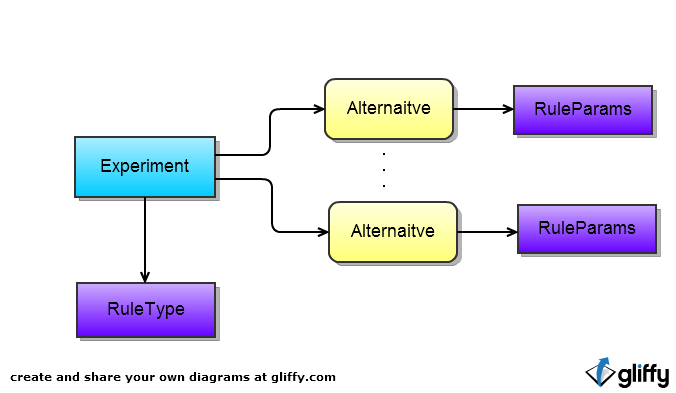 Alternaitve
RuleParams
Experiment
Alternaitve
RuleParams
RuleType
create and share your own diagrams at gliffy.com
gliffy